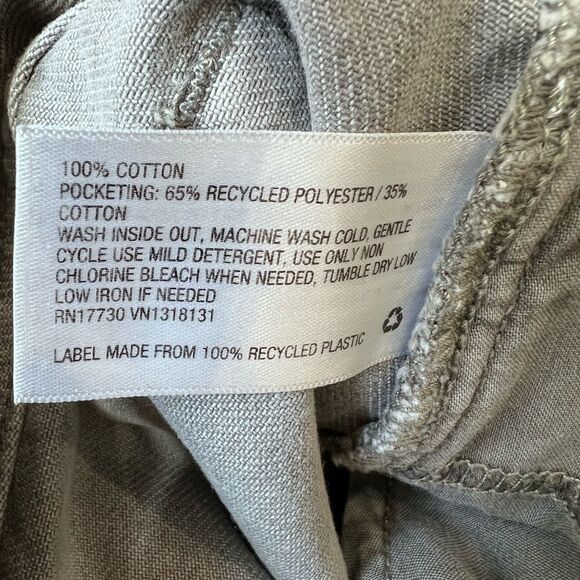 100% COTTON
POCKETING: 65% RECYCLED POLYESTER / 35%
COTTON
WASH INSIDE OUT, MACHINE WASH COLD, GENTLE
CYCLE USE MILD DETERGENT, USE ONLY NON
CHLORINE BLEACH WHEN NEEDED, TUMBLE DRY LOW
LOW IRON IF NEEDED
RN17730 VN1318131
LABEL MADE FROM 100% RECYCLED PLASTIC